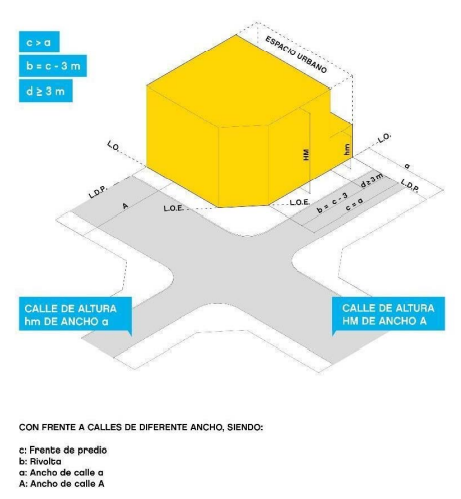 c > a
b = c - 3 m
d ≥ 3 m
ESPACIO URBANO
HM
hm
L.O.
L.O.
a
L.D.P.
L.D.P.
d≥3m
b = c - 3
c = a
A
L.O.E.
L.O.E.
CALLE DE ALTURA
hm DE ANCHO a
CALLE DE ALTURA
HM DE ANCHO A
CON FRENTE A CALLES DE DIFERENTE ANCHO, SIENDO:
c: Frente de predio
b: Rivolta
a: Ancho de calle a
A: Ancho de calle A